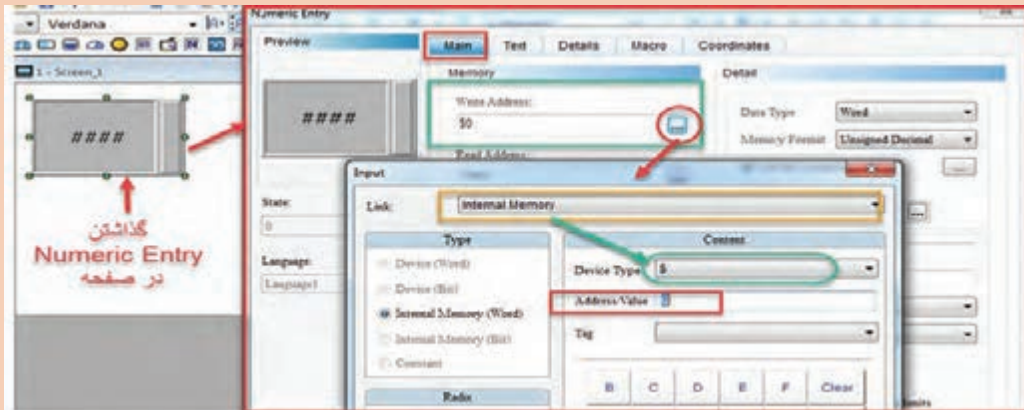 Verdana
1 - Screen_1
####
گذاشتن
Numeric Entry
در صفحه
Numeric Entry
Preview
####
State:
0
Language:
Language1
Main
Text
Details
Macro
Coordinates
Memory
Write Address:
$0
Read Address:
Detail
Data Type
Word
Memory Format
Unsigned Decimal
Input
Link:
Internal Memory
Type
Device (Word)
Device (Bit)
Internal Memory (Word)
Internal Memory (Bit)
Constant
Radix
Content
Device Type
$
Address/Value
Tag
B C D E F Clear